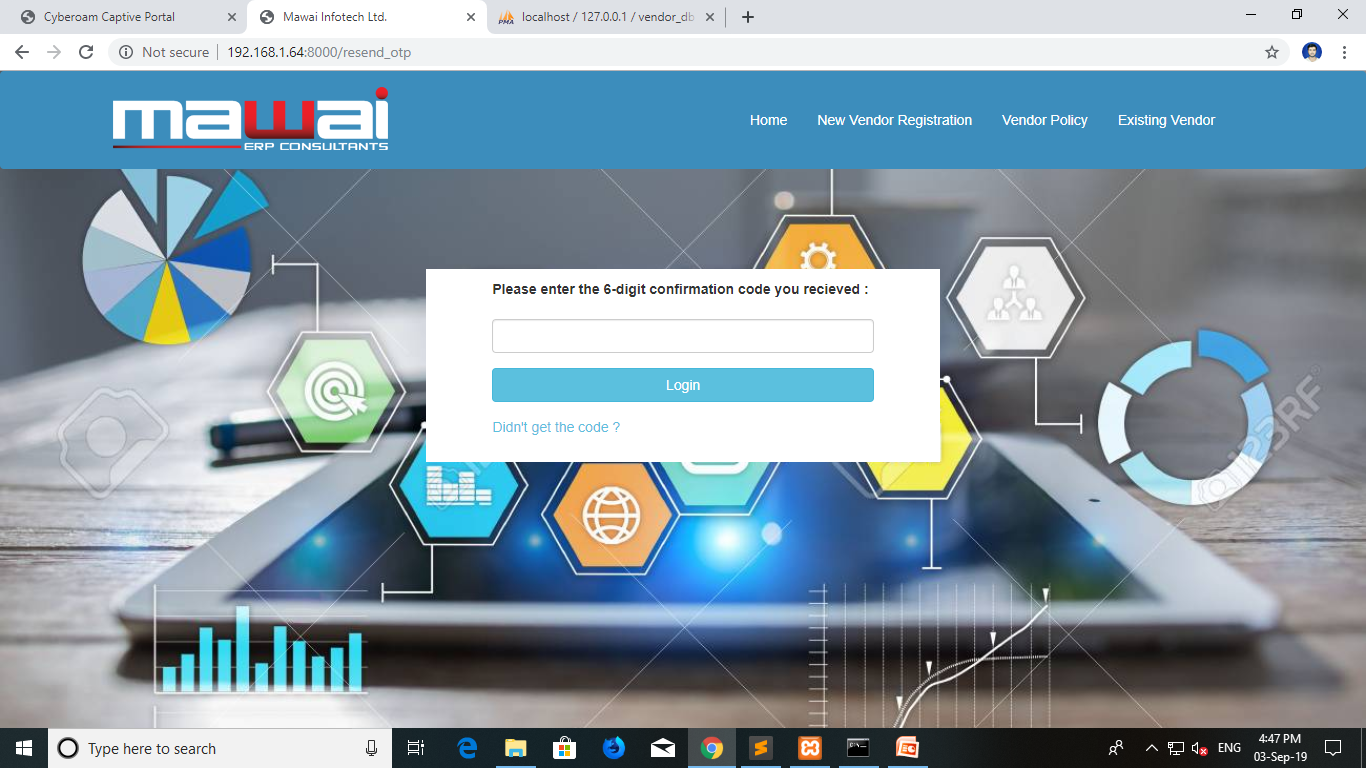 Cyberoam Captive Portal
Mawai Infotech Ltd.
localhost / 127.0.0.1 / vendor_db
Not secure
192.168.1.64:8000/resend_otp
mawai
ERP CONSULTANTS
Home
New Vendor Registration
Vendor Policy
Existing Vendor
Please enter the 6-digit confirmation code you recieved :
Login
Didn't get the code ?
123RF
Type here to search
ENG
4:47 PM
03-Sep-19